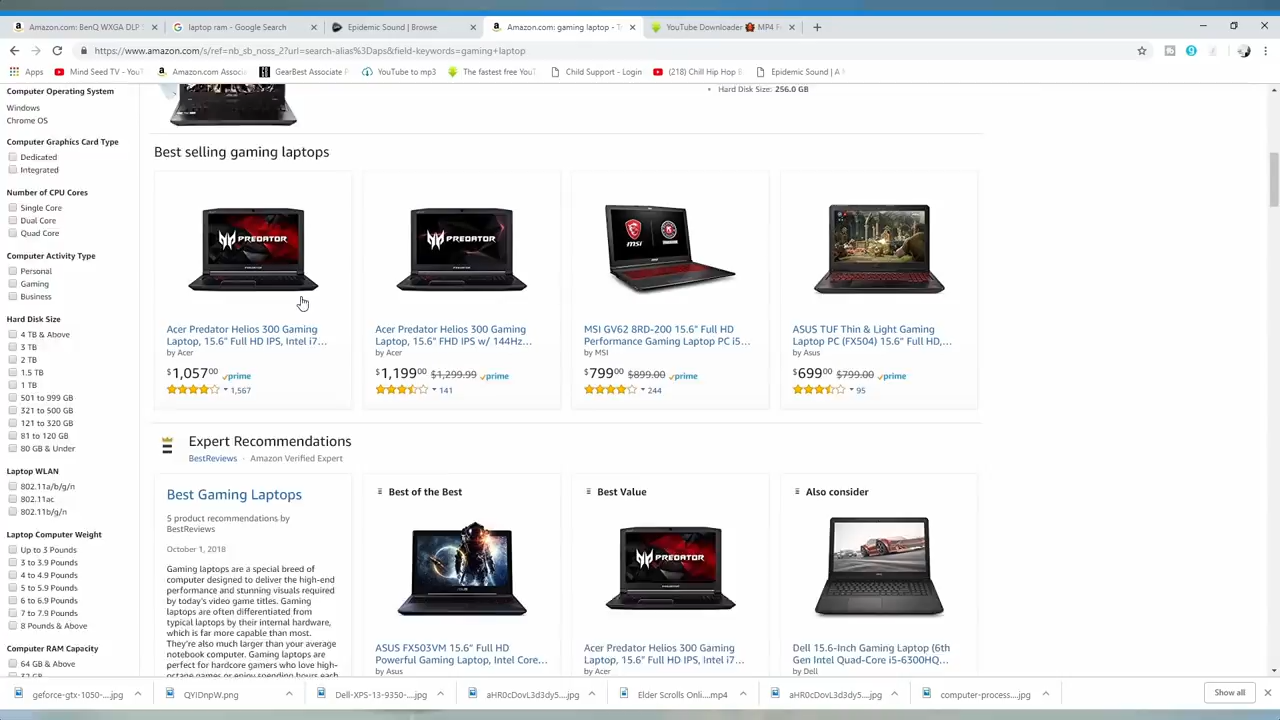 Amazon.com: BenQ WXGA DLP S
laptop ram - Google Search
Epidemic Sound | Browse
Amazon.com: gaming laptop - T
YouTube Downloader
MP4 F
https://www.amazon.com/s/ref=nb_sb_noss_2?url=search-alias%3Daps&field-keywords=gaming+laptop
Apps
Mind Seed TV - YouT
Amazon.com Associ
GearBest Associate P
YouTube to mp3
The fastest free YouT
Child Support - Login
(218) Chill Hip Hop B
Epidemic Sound | A
Computer Operating System
Windows
Chrome OS
Computer Graphics Card Type
Dedicated
Integrated
Number of CPU Cores
Single Core
Dual Core
Quad Core
Computer Activity Type
Personal
Gaming
Business
Hard Disk Size
4 TB & Above
3 TB
2 TB
1.5 TB
1 TB
501 to 999 GB
321 to 500 GB
121 to 320 GB
81 to 120 GB
80 GB & Under
Laptop WLAN
802.11a/b/g/n
802.11ac
802.11b/g/n
Laptop Computer Weight
Up to 3 Pounds
3 to 3.9 Pounds
4 to 4.9 Pounds
5 to 5.9 Pounds
6 to 6.9 Pounds
7 to 7.9 Pounds
8 Pounds & Above
Computer RAM Capacity
64 GB & Above
Hard Disk Size: 256.0 GB
Best selling gaming laptops
PREDATOR
Acer Predator Helios 300 Gaming
Laptop, 15.6" Full HD IPS, Intel i7...
by Acer
$1,05700 prime
1,567
PREDATOR
Acer Predator Helios 300 Gaming
Laptop, 15.6" FHD IPS w/ 144Hz...
by Acer
$1,19900 $1,299.99 prime
141
msi
MSI GV62 8RD-200 15.6" Full HD
Performance Gaming Laptop PC i5...
by MSI
$79900 $899.00 prime
244
ASUS TUF Thin & Light Gaming
Laptop PC (FX504) 15.6" Full HD,...
by Asus
$69900 $799.00 prime
95
Expert Recommendations
BestReviews · Amazon Verified Expert
Best Gaming Laptops
5 product recommendations by
BestReviews
October 1, 2018
Gaming laptops are a special breed of
computer designed to deliver the high-end
performance and stunning visuals required
by today's video game titles. Gaming
laptops are often differentiated from
typical laptops by their internal hardware,
which is far more capable than most.
They're also much larger than your average
notebook computer. Gaming laptops are
perfect for hardcore gamers who love high-
octane games or enjoy spending hours each
Best of the Best
ASUS FX503VM 15.6" Full HD
Powerful Gaming Laptop, Intel Core...
by Asus
Best Value
PREDATOR
Acer Predator Helios 300 Gaming
Laptop, 15.6" Full HD IPS, Intel i7...
by Acer
Also consider
Dell 15.6-Inch Gaming Laptop (6th
Gen Intel Quad-Core i5-6300HQ...
by Dell
geforce-gtx-1050-....jpg
QYIDnpW.png
Dell-XPS-13-9350-....jpg
aHR0cDovL3d3dy5....jpg
Elder Scrolls Onli....mp4
aHR0cDovL3d3dy5....jpg
computer-process....jpg
Show all